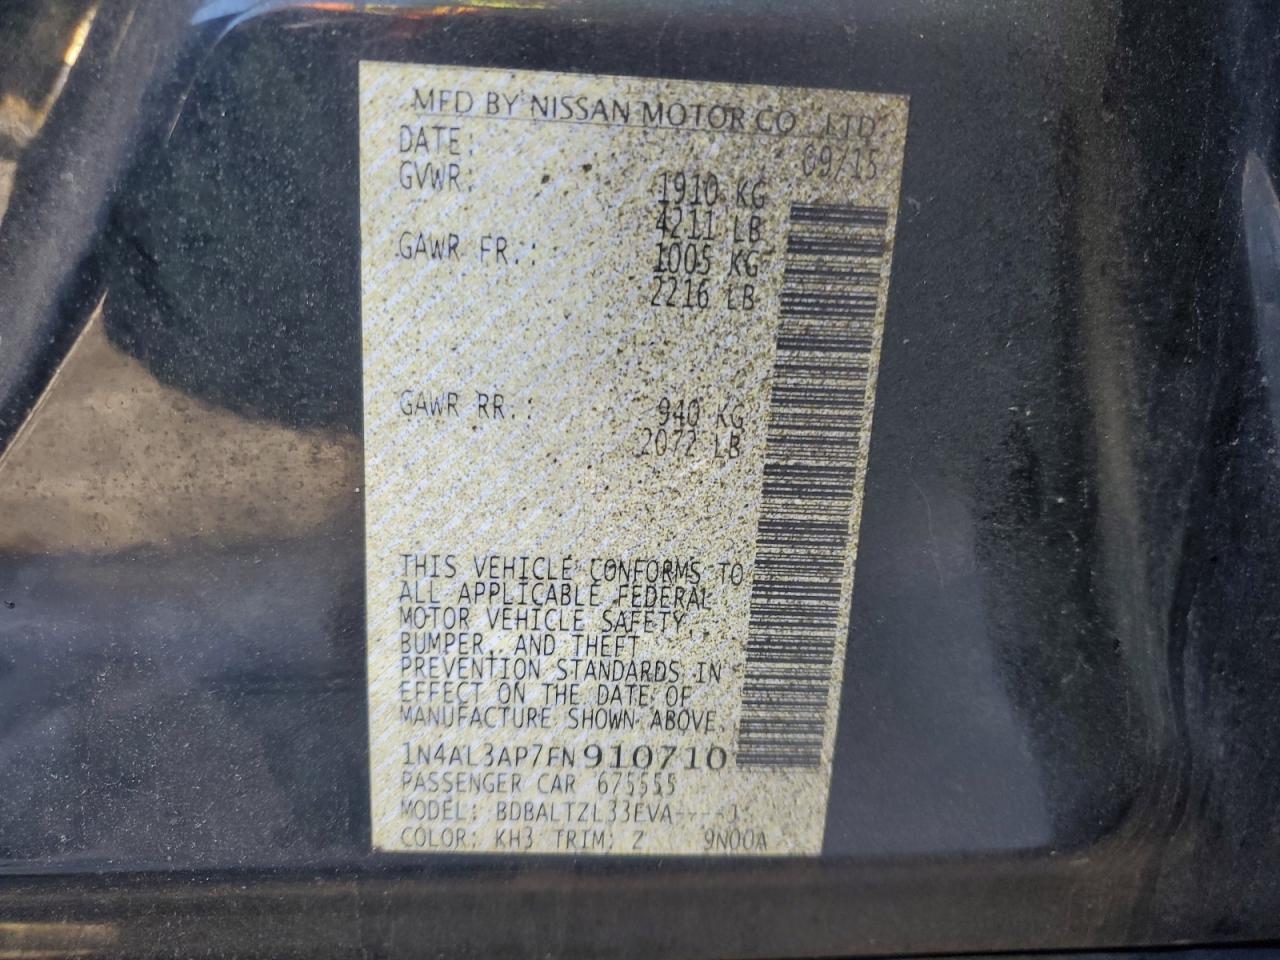 MFD BY NISSAN MOTOR CO., LTD
DATE: 09/15
GVWR: 1910 KG
4211 LB
GAWR FR.: 1005 KG
2216 LB
GAWR RR.: 940 KG
2072 LB
THIS VEHICLE CONFORMS TO
ALL APPLICABLE FEDERAL
MOTOR VEHICLE SAFETY,
BUMPER, AND THEFT
PREVENTION STANDARDS IN
EFFECT ON THE DATE OF
MANUFACTURE SHOWN ABOVE
1N4AL3AP7FN910710
PASSENGER CAR 675555
MODEL: BDBALTZL33EVA----J
COLOR: KH3 TRIM: Z 9N00A